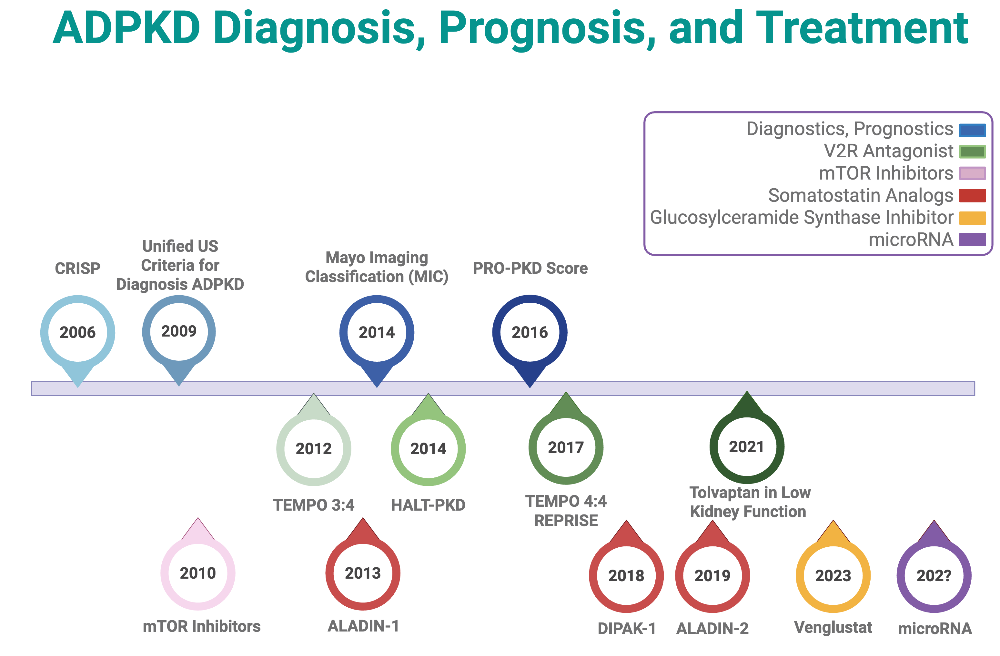 ADPKD Diagnosis, Prognosis, and Treatment
Diagnostics, Prognostics
V2R Antagonist
mTOR Inhibitors
Somatostatin Analogs
Glucosylceramide Synthase Inhibitor
microRNA
CRISP
Unified US
Criteria for
Diagnosis ADPKD
Mayo Imaging
Classification (MIC)
PRO-PKD Score
2006
2009
2014
2016
2012
2014
2017
2021
TEMPO 3:4
HALT-PKD
TEMPO 4:4
REPRISE
Tolvaptan in Low
Kidney Function
2010
2013
2018
2019
2023
202?
mTOR Inhibitors
ALADIN-1
DIPAK-1
ALADIN-2
Venglustat
microRNA